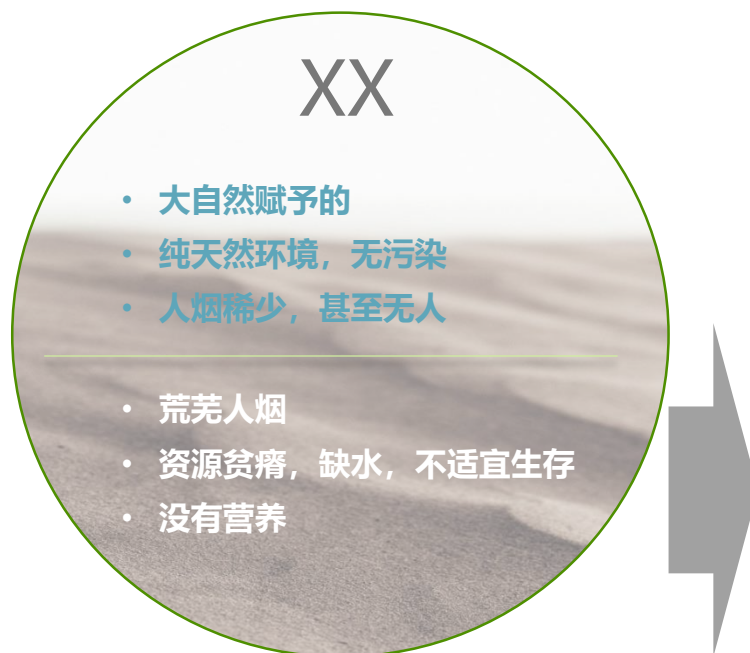 XX
• 大自然赋予的
• 纯天然环境，无污染
• 人烟稀少，甚至无人
• 荒芜人烟
• 资源贫瘠，缺水，不适宜生存
• 没有营养